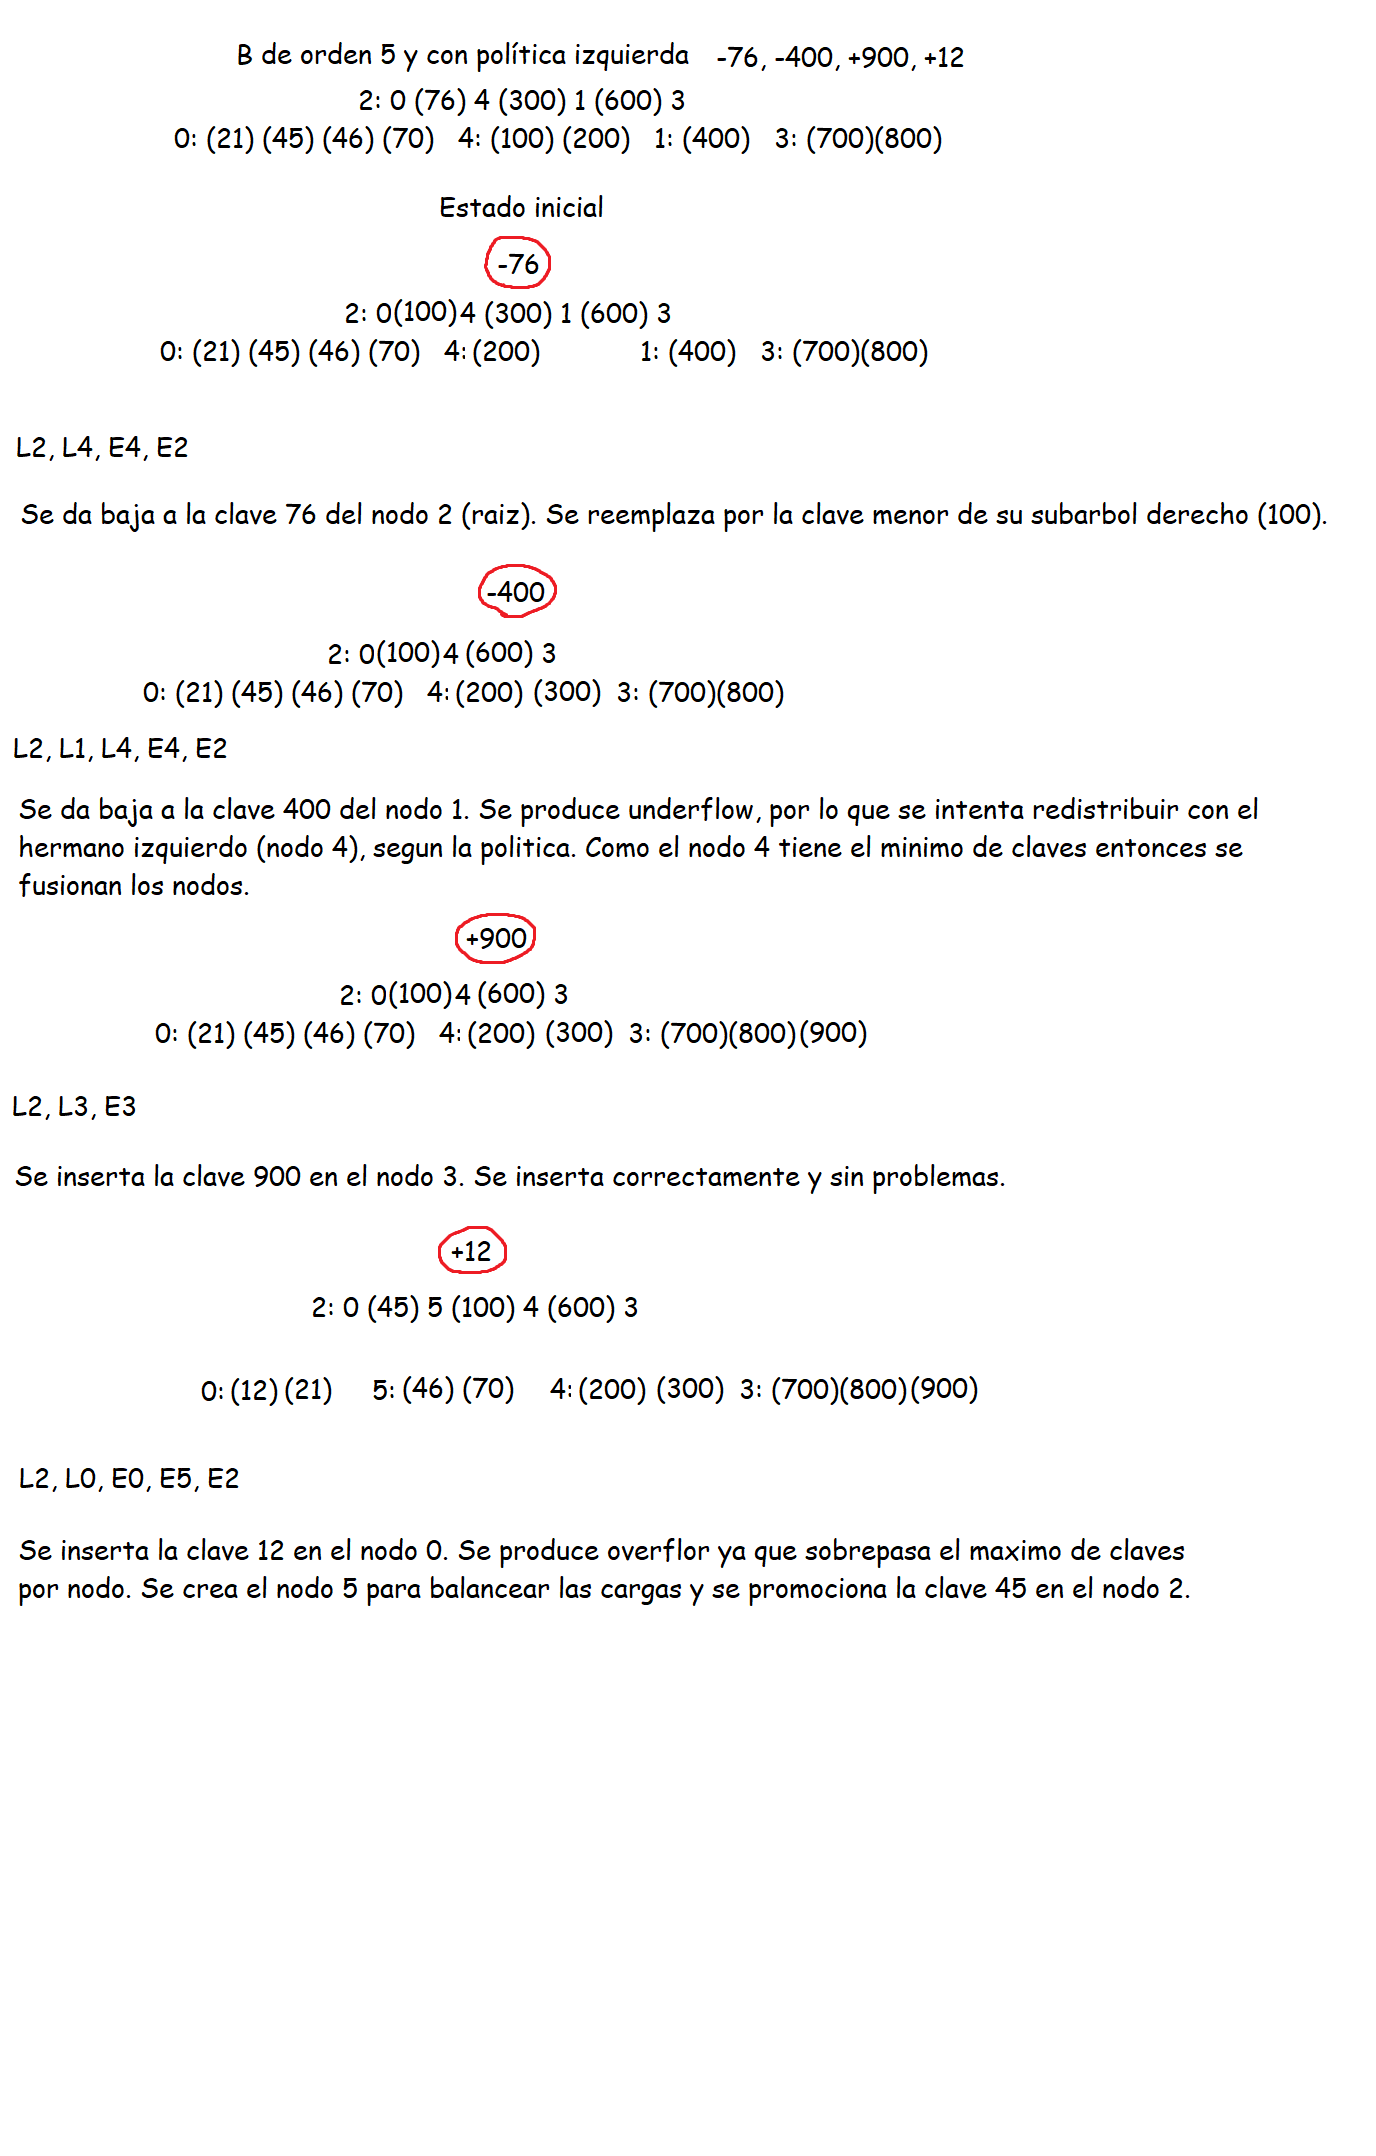 B de orden 5 y con política izquierda -76, -400, +900, +12
2: 0 (76) 4 (300) 1 (600) 3
0: (21) (45) (46) (70) 4: (100) (200) 1: (400) 3: (700)(800)
Estado inicial
-76
2: 0(100)4 (300) 1 (600) 3
0: (21) (45) (46) (70) 4: (200) 1: (400) 3: (700)(800)
L2, L4, E4, E2
Se da baja a la clave 76 del nodo 2 (raiz). Se reemplaza por la clave menor de su subarbol derecho (100).
-400
2: 0(100)4 (600) 3
0: (21) (45) (46) (70) 4: (200) (300) 3: (700)(800)
L2, L1, L4, E4, E2
Se da baja a la clave 400 del nodo 1. Se produce underflow, por lo que se intenta redistribuir con el
hermano izquierdo (nodo 4), segun la politica. Como el nodo 4 tiene el minimo de claves entonces se
fusionan los nodos.
+900
2: 0(100)4 (600) 3
0: (21) (45) (46) (70) 4: (200) (300) 3: (700)(800)(900)
L2, L3, E3
Se inserta la clave 900 en el nodo 3. Se inserta correctamente y sin problemas.
+12
2: 0 (45) 5 (100) 4 (600) 3
0: (12) (21) 5: (46) (70) 4: (200) (300) 3: (700)(800)(900)
L2, L0, E0, E5, E2
Se inserta la clave 12 en el nodo 0. Se produce overflor ya que sobrepasa el maximo de claves
por nodo. Se crea el nodo 5 para balancear las cargas y se promociona la clave 45 en el nodo 2.